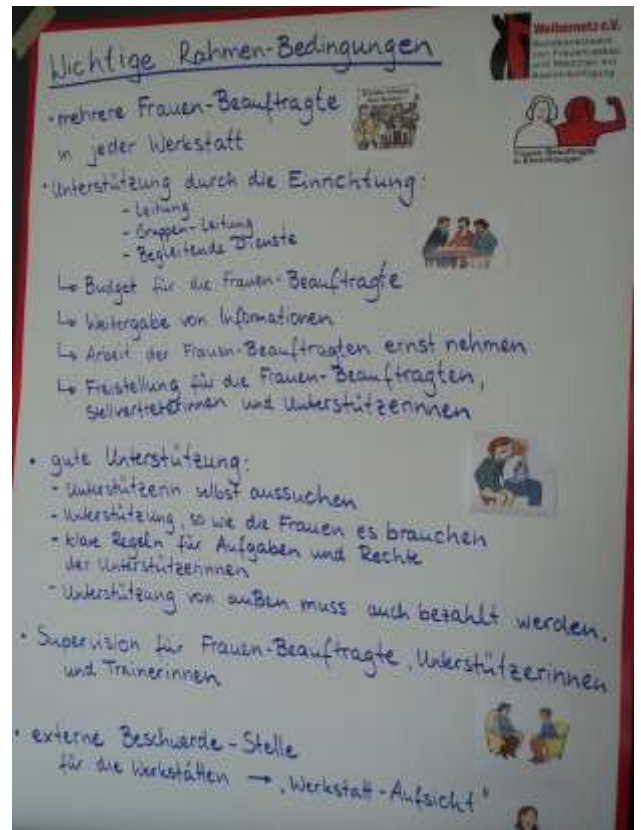 Wichtige Rahmen-Bedingungen
Weibernetz e.V.
Frauen-Beauftragte
in Einrichtungen
• mehrere Frauen-Beauftragte
in jeder Werkstatt
• Unterstützung durch die Einrichtung:
- Leitung
- Gruppen-Leitung
- Begleitende Dienste
↳ Budget für die Frauen-Beauftragte
↳ Weitergabe von Informationen
↳ Arbeit der Frauen-Beauftragten ernst nehmen
↳ Freistellung für die Frauen-Beauftragten,
Stellvertreterinnen und Unterstützerinnen
• gute Unterstützung:
- Unterstützerin selbst aussuchen
- Unterstützung, so wie die Frauen es brauchen
- klare Regeln für Aufgaben und Rechte
der Unterstützerinnen
- Unterstützung von außen muss auch bezahlt werden.
• Supervision für Frauen-Beauftragte, Unterstützerinnen
und Trainerinnen
• externe Beschwerde-Stelle
für die Werkstätten → „Werkstatt-Aufsicht"